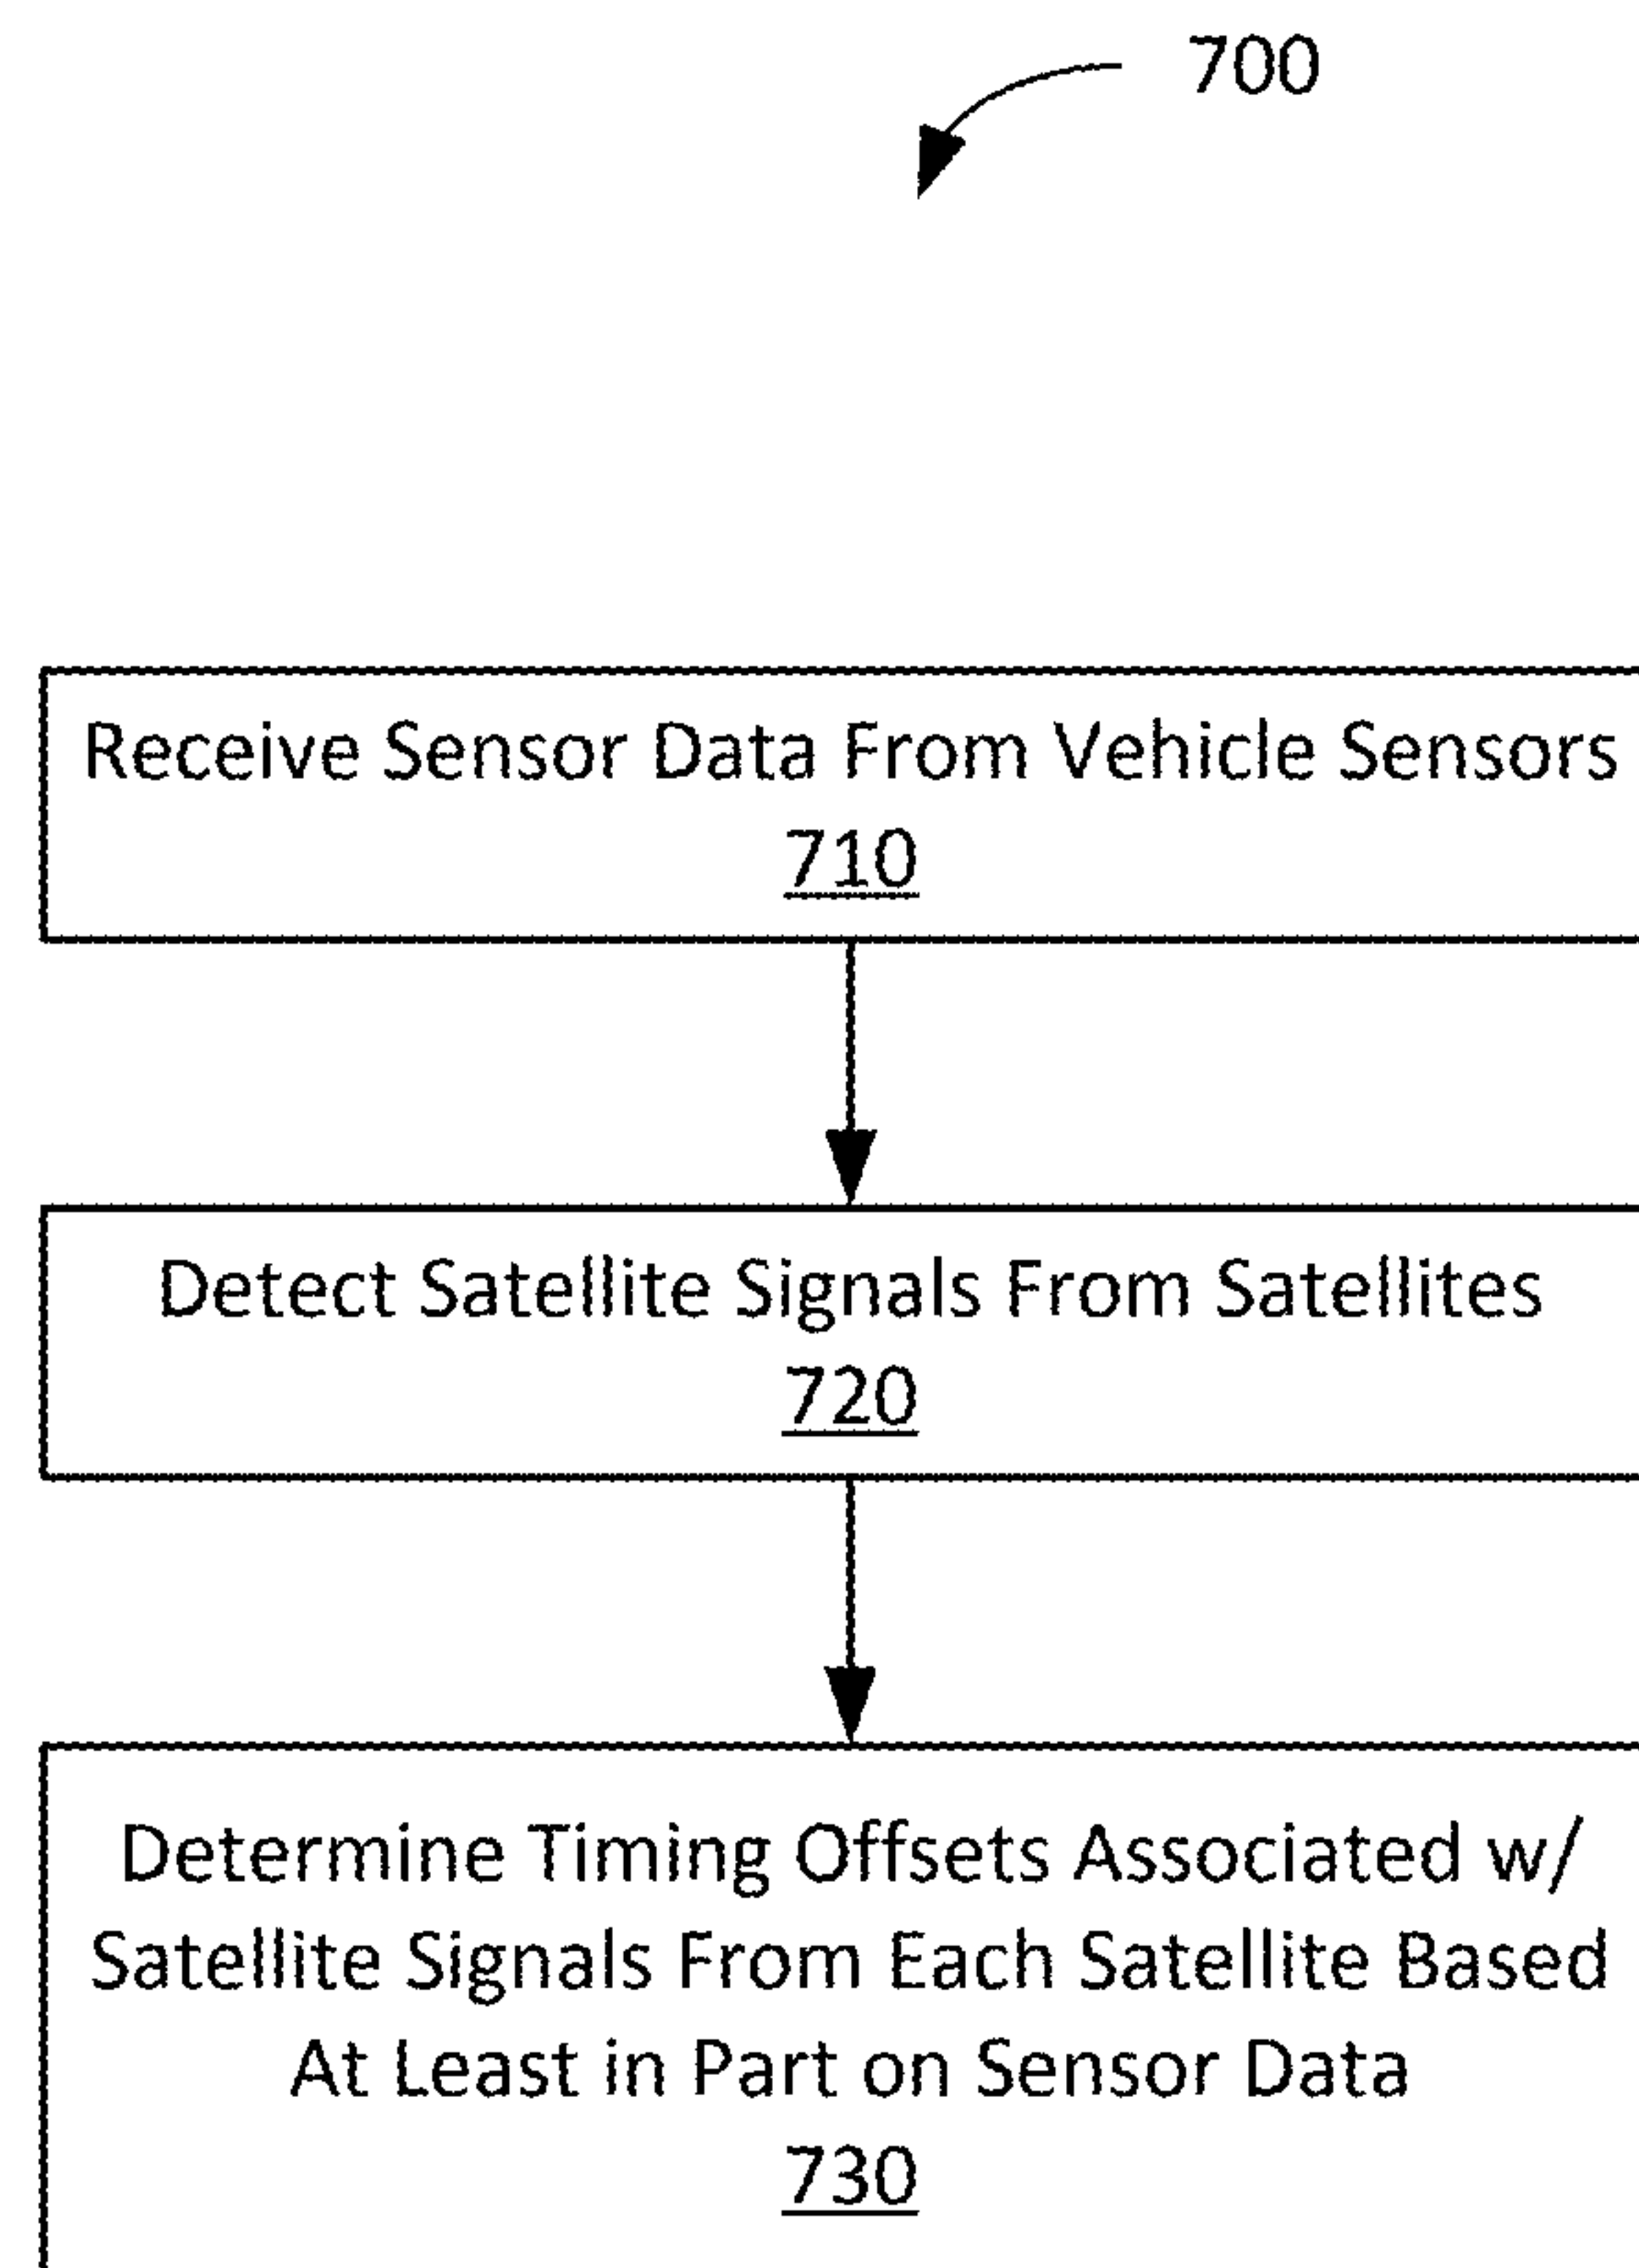 700
Receive Sensor Data From Vehicle Sensors
710
Detect Satellite Signals From Satellites
720
Determine Timing Offsets Associated w/
Satellite Signals From Each Satellite Based
At Least in Part on Sensor Data
730